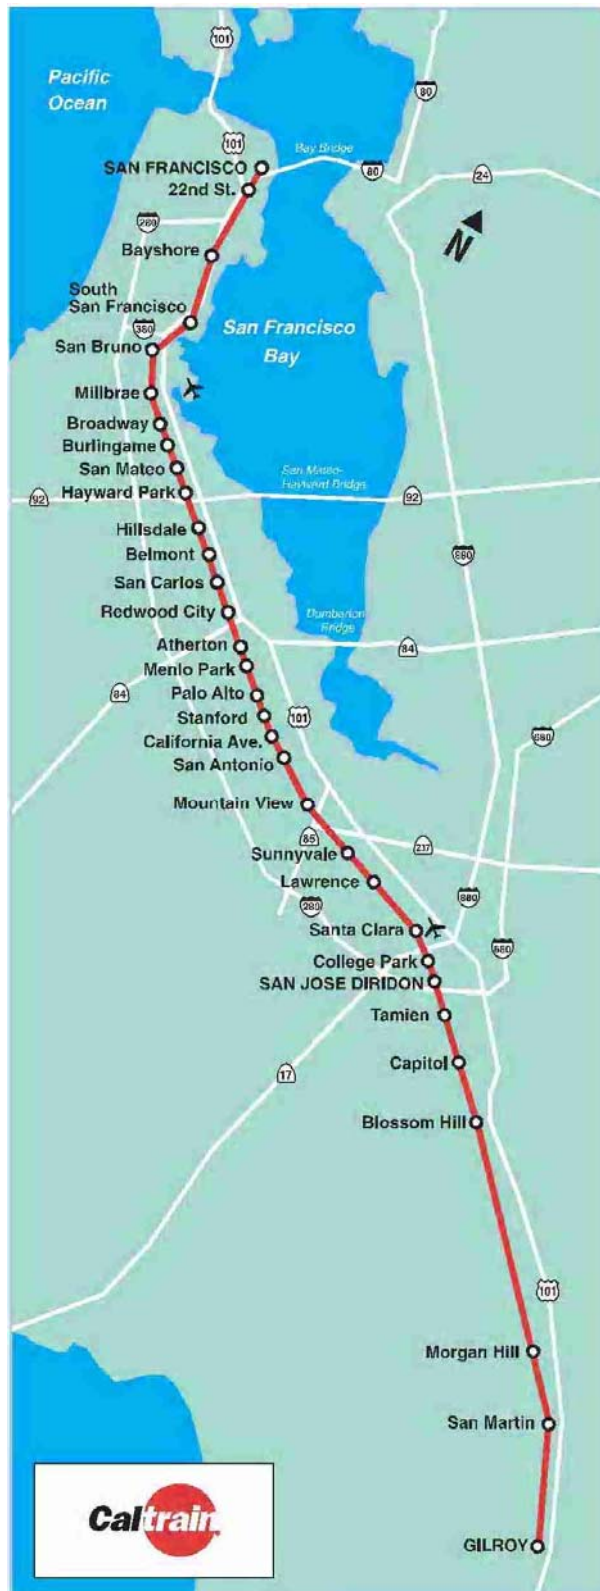 101
Pacific
Ocean
80
101
Bay Bridge
SAN FRANCISCO
80
24
22nd St.
N
280
Bayshore
South
San Francisco
380
San Francisco
Bay
San Bruno
Millbrae
Broadway
Burlingame
San Mateo
San Mateo-
Hayward Bridge
Hayward Park
92
92
Hillsdale
Belmont
880
San Carlos
Redwood City
Dumbarton
Bridge
Atherton
84
Menlo Park
84
Palo Alto
Stanford
101
California Ave.
680
San Antonio
Mountain View
85
237
Sunnyvale
Lawrence
280
880
Santa Clara
680
College Park
SAN JOSE DIRIDON
Tamien
Capitol
17
Blossom Hill
101
Morgan Hill
San Martin
Caltrain
GILROY